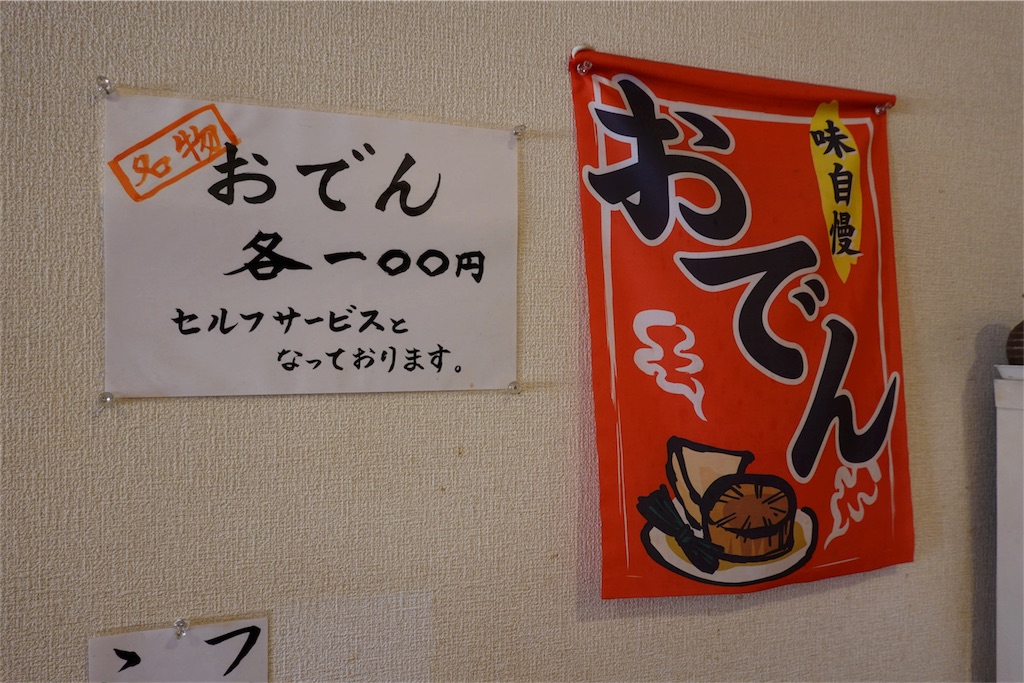 名物
おでん
各一〇〇円
セルフサービスと
なっております。
味自慢
おでん